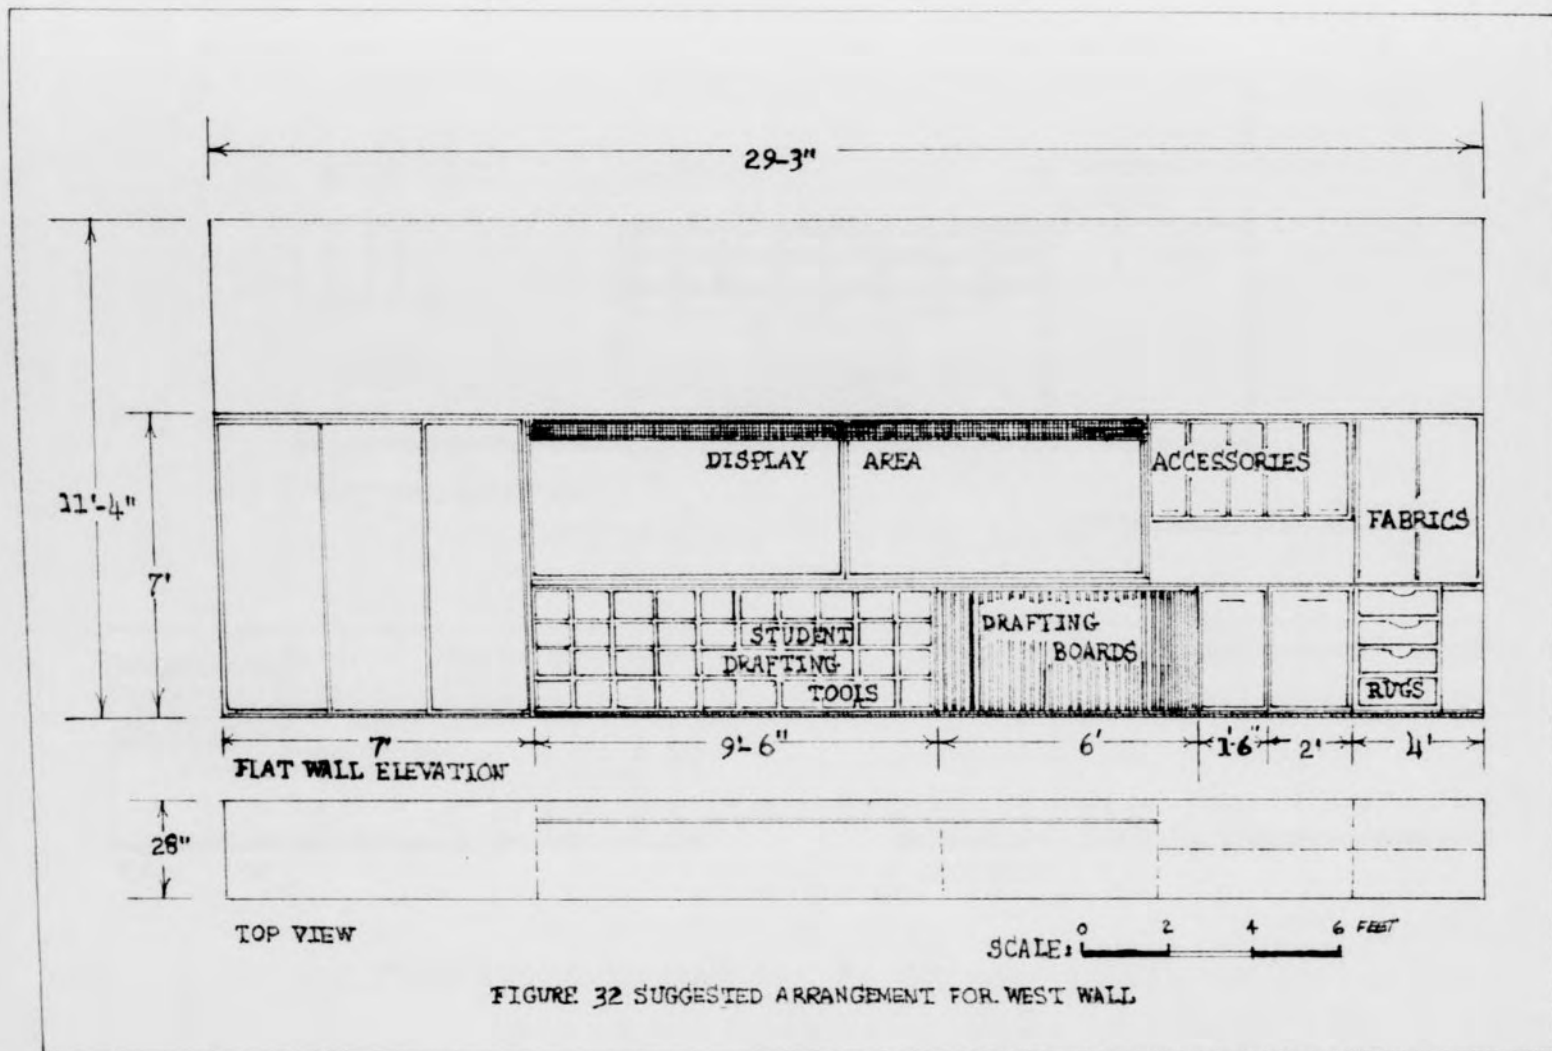 29-3"
DISPLAY AREA
ACCESSORIES
11'-4"
FABRICS
7'
STUDENT
DRAFTING
TOOLS
DRAFTING
BOARDS
RUGS
7'
9'-6"
6'
1'6"
2'
4'
FLAT WALL ELEVATION
28"
TOP VIEW
SCALE: 0 2 4 6 FEET
FIGURE 32 SUGGESTED ARRANGEMENT FOR WEST WALL